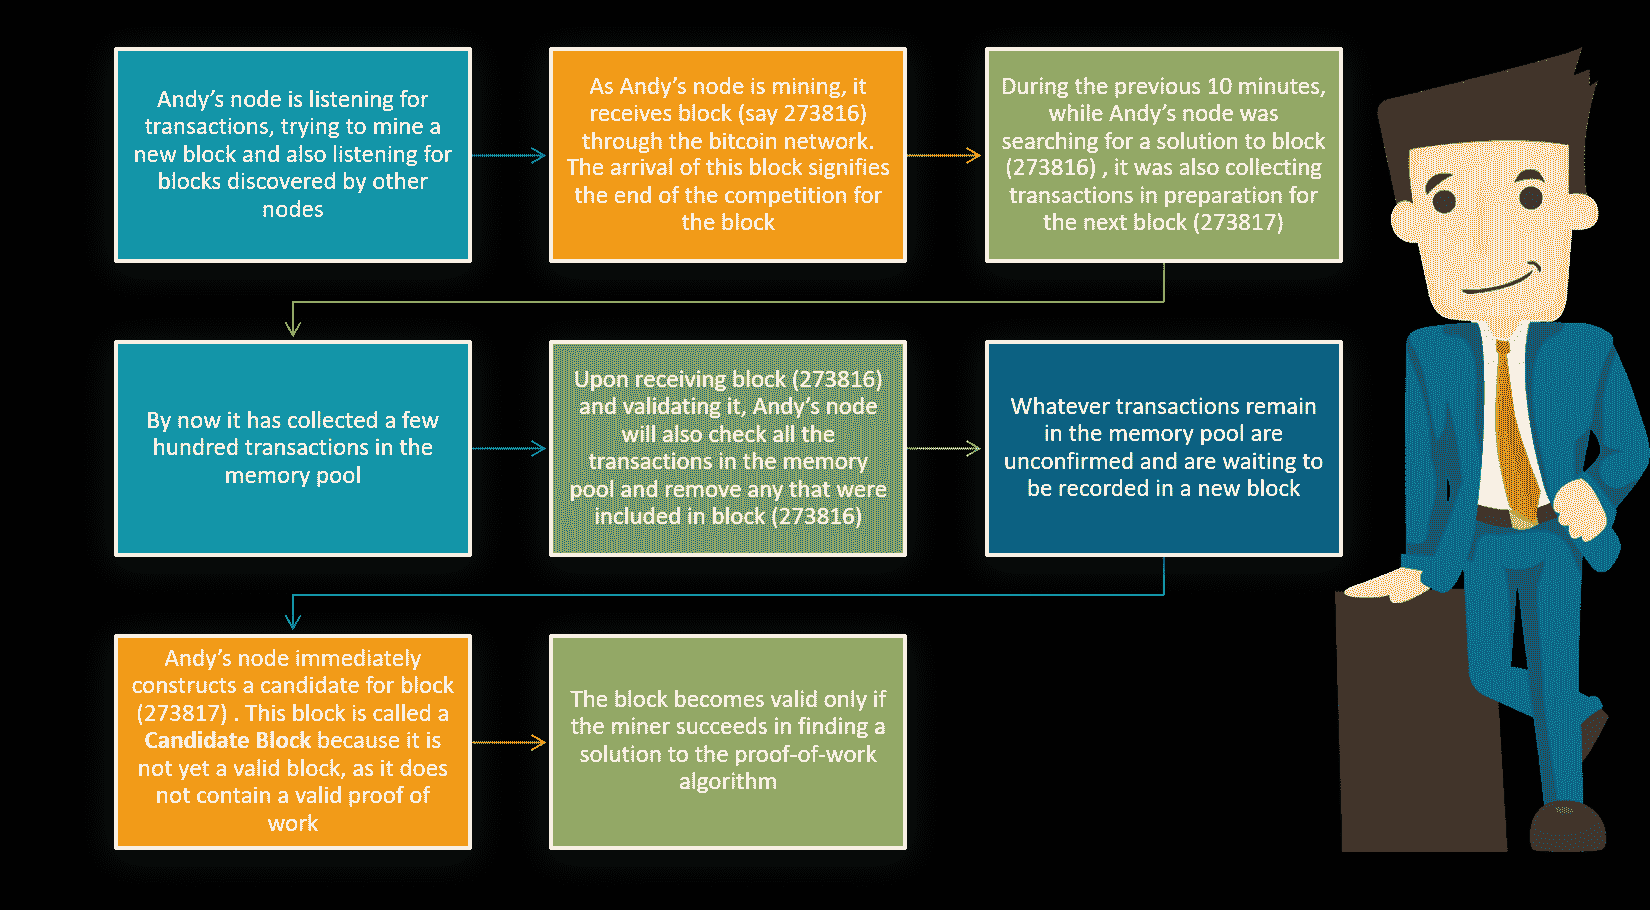 Andy’s node is listening for
transactions, trying to mine a
new block and also listening for
blocks discovered by other
nodes
As Andy’s node is mining, it
receives block (say 273816)
through the bitcoin network.
The arrival of this block signifies
the end of the competition for
the block
During the previous 10 minutes,
while Andy’s node was
searching for a solution to block
(273816) , it was also collecting
transactions in preparation for
the next block (273817)
By now it has collected a few
hundred transactions in the
memory pool
Upon receiving block (273816)
and validating it, Andy’s node
will also check all the
transactions in the memory
pool and remove any that were
included in block (273816)
Whatever transactions remain
in the memory pool are
unconfirmed and are waiting to
be recorded in a new block
Andy’s node immediately
constructs a candidate for block
(273817) . This block is called a
Candidate Block because it is
not yet a valid block, as it does
not contain a valid proof of
work
The block becomes valid only if
the miner succeeds in finding a
solution to the proof-of-work
algorithm